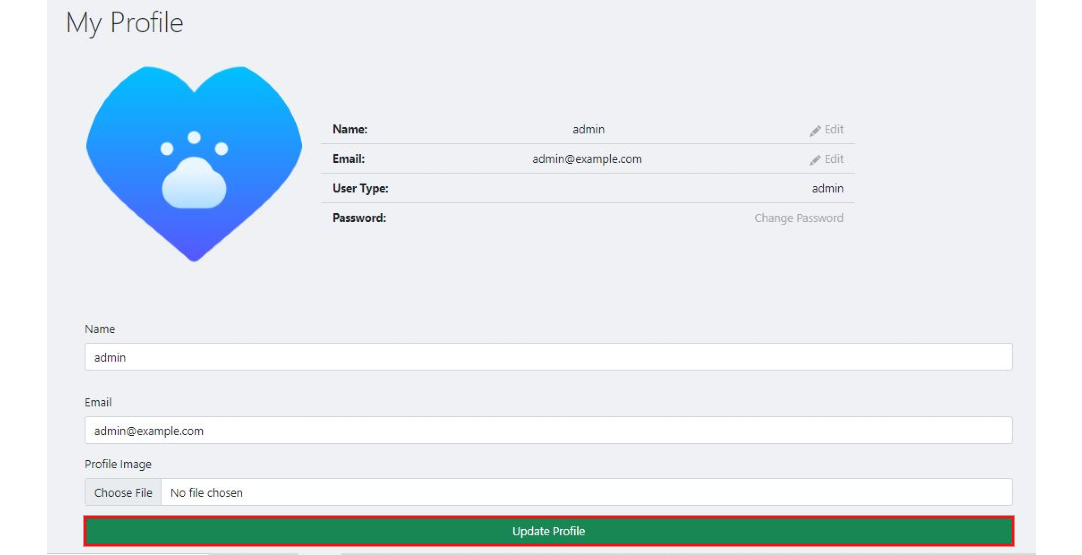 My Profile
Name: admin Edit
Email: admin@example.com Edit
User Type: admin
Password: Change Password
Name
admin
Email
admin@example.com
Profile Image
Choose File No file chosen
Update Profile